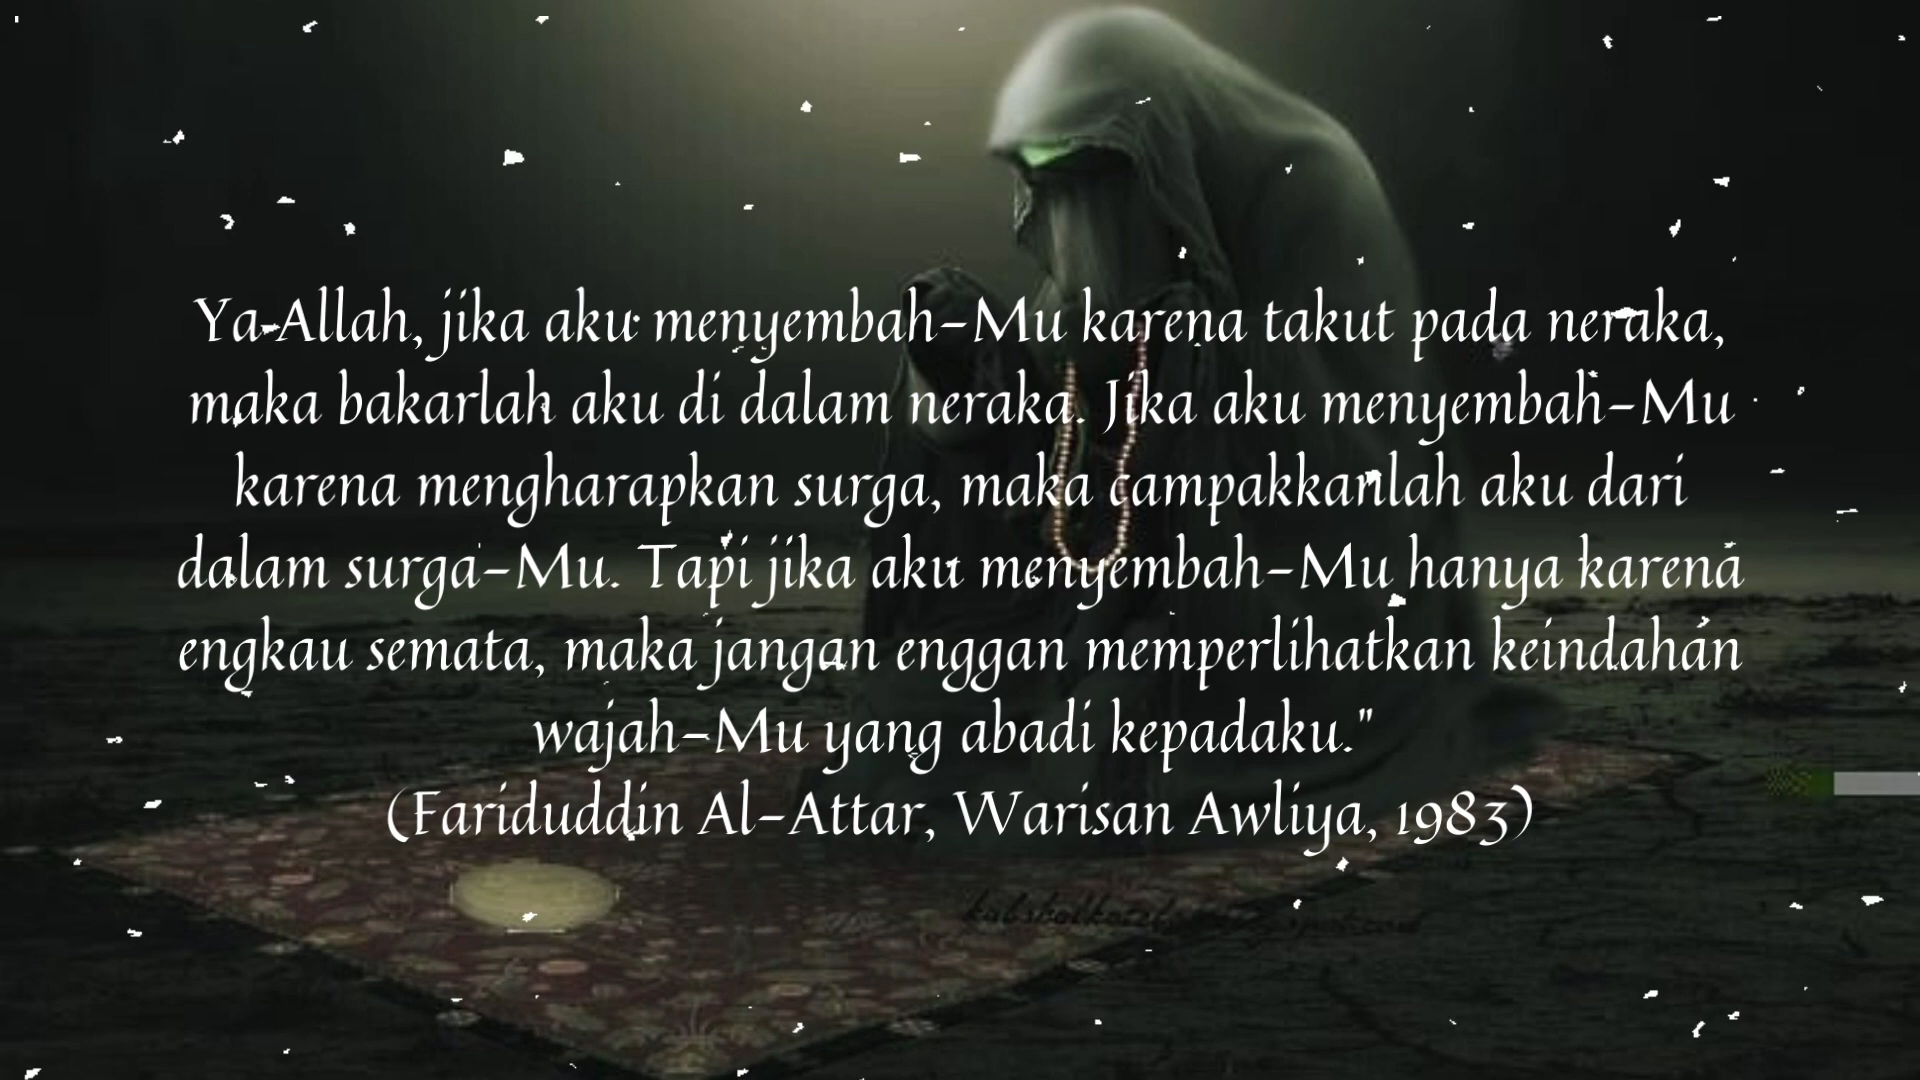 Ya Allah, jika aku menyembah-Mu karena takut pada neraka,
maka bakarlah aku di dalam neraka. Jika aku menyembah-Mu
karena mengharapkan surga, maka campakkanlah aku dari
dalam surga-Mu. Tapi jika aku menyembah-Mu hanya karena
engkau semata, maka jangan enggan memperlihatkan keindahan
wajah-Mu yang abadi kepadaku."
(Fariduddin Al-Attar, Warisan Awliya, 1983)